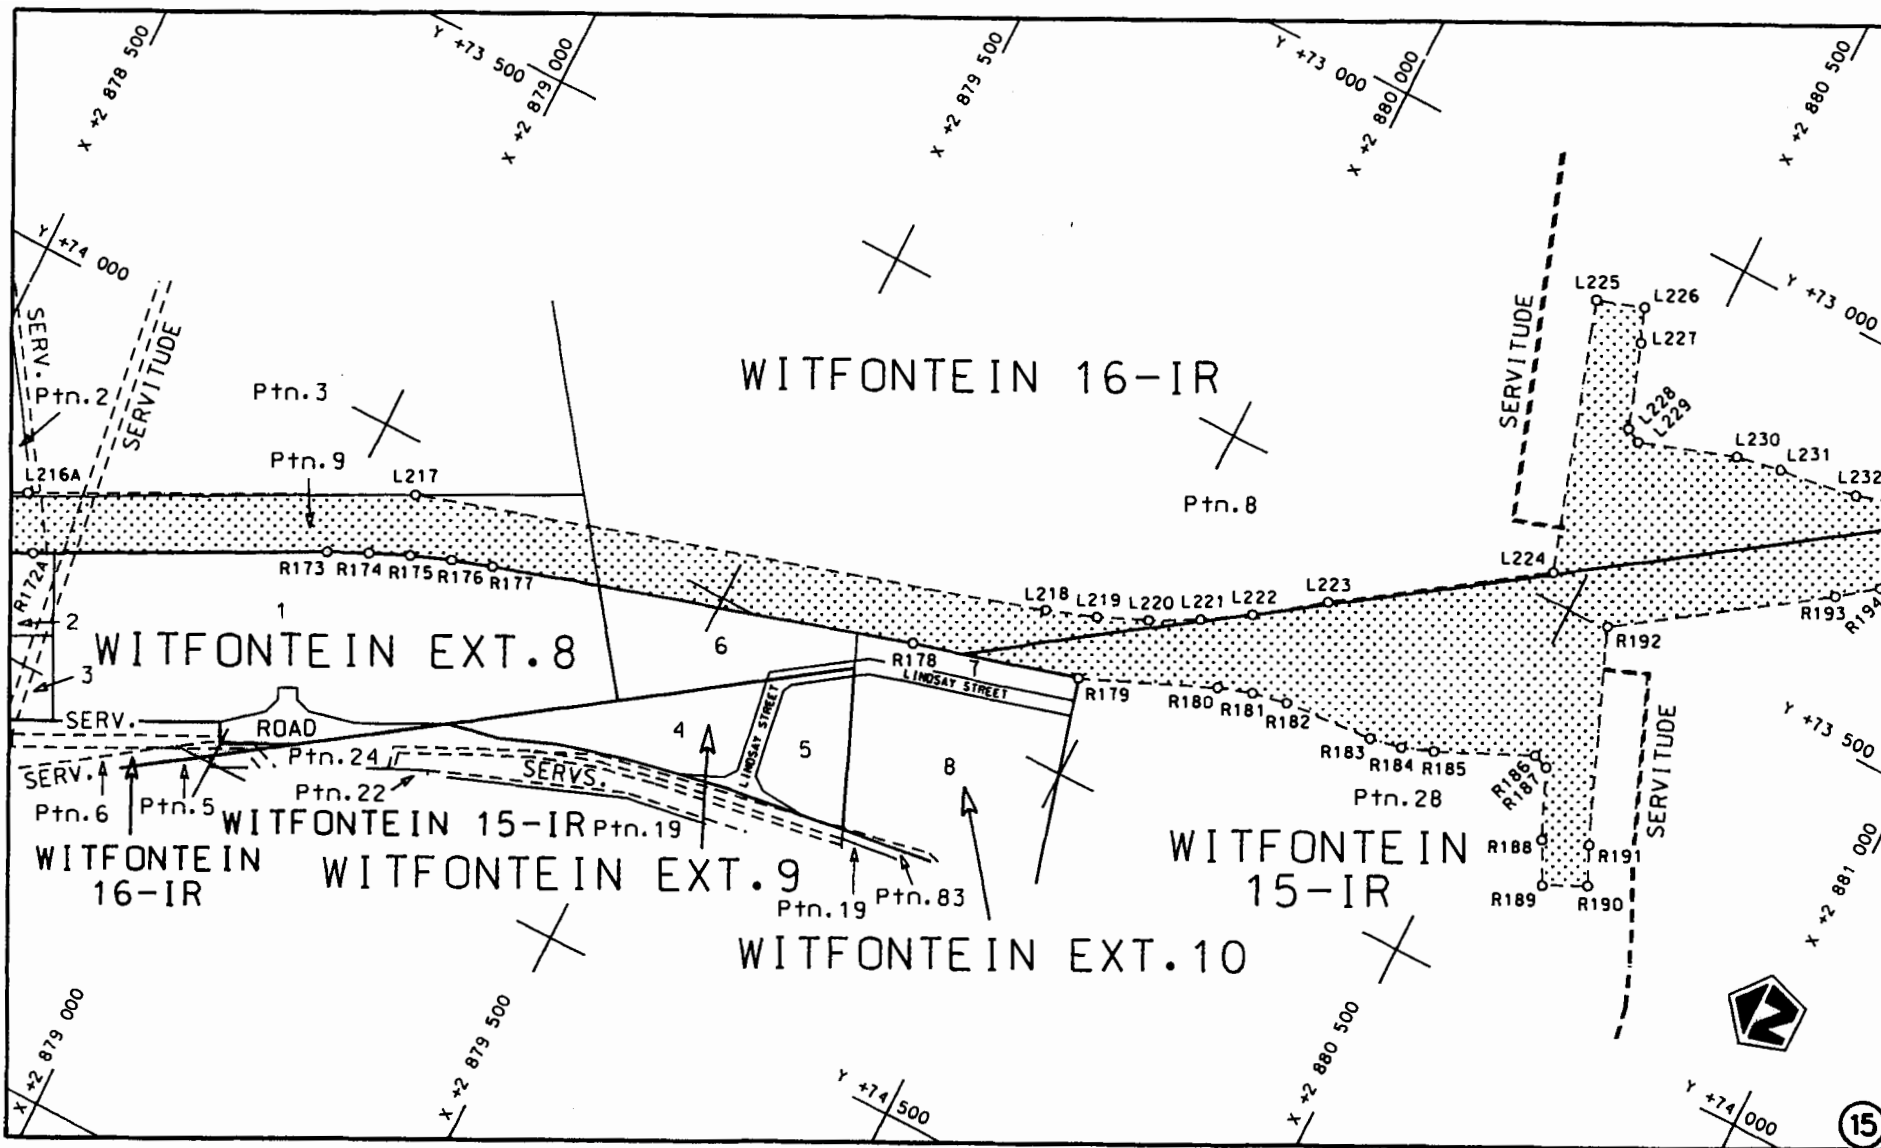 X +2 878 500
Y +73 500
X +2 879 000
X +2 879 500
Y +73 000
X +2 880 000
X +2 880 500
Y +74 000
SERV.
SERVITUDE
Ptn.2
Ptn.3
WITFONTEIN 16-IR
SERVITUDE
L225
L226
L227
Y +73 000
L228
L229
L230
L231
L232
L216A
Ptn.9
L217
Ptn.8
R172A
R173
R174
R175
R176
R177
L218
L219
L220
L221
L222
L223
L224
R193
R194
R192
1
2
3
WITFONTEIN EXT.8
6
R178
7
LINDSAY STREET
R179
R180
R181
R182
R183
R184
R185
R186
R187
SERV.
ROAD
4
LINDSAY STREET
5
8
SERVITUDE
Y +73 500
SERV.
Ptn.24
SERVS.
Ptn.6
Ptn.5
Ptn.22
Ptn.28
WITFONTEIN 15-IR
Ptn.19
WITFONTEIN
16-IR
WITFONTEIN EXT.9
Ptn.19
Ptn.83
WITFONTEIN
15-IR
R188
R191
R189
R190
X +2 881 000
WITFONTEIN EXT.10
X +2 879 000
X +2 879 500
Y +74 500
X +2 880 500
Y +74 000
N
15